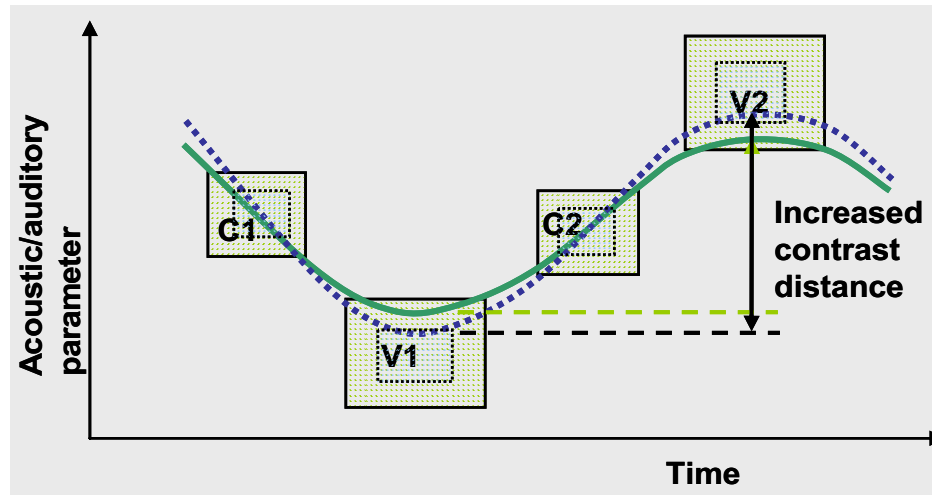 Acoustic/auditory
parameter
C1
V1
C2
V2
Increased
contrast
distance
Time